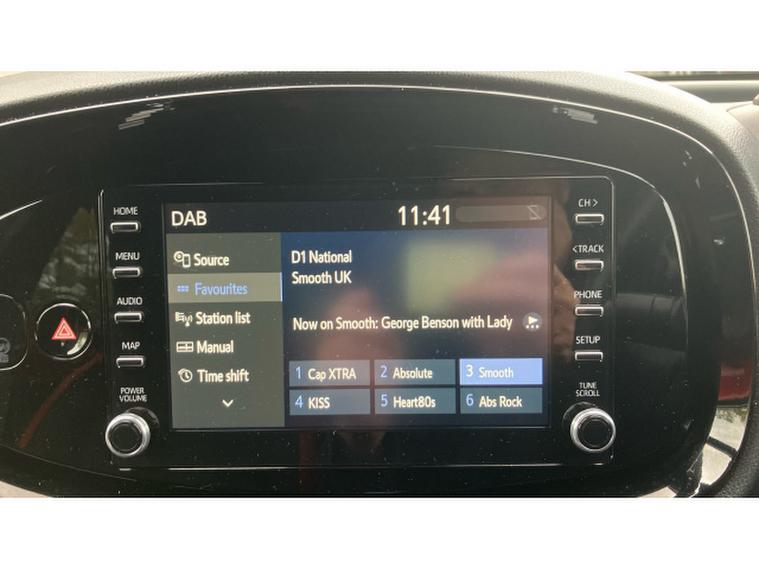 DAB 11:41
HOME
MENU
AUDIO
MAP
POWER
VOLUME
Source
Favourites
Station list
Manual
Time shift
D1 National
Smooth UK
Now on Smooth: George Benson with Lady
1 Cap XTRA 2 Absolute 3 Smooth
4 KISS 5 Heart80s 6 Abs Rock
CH >
< TRACK
PHONE
SETUP
TUNE
SCROLL